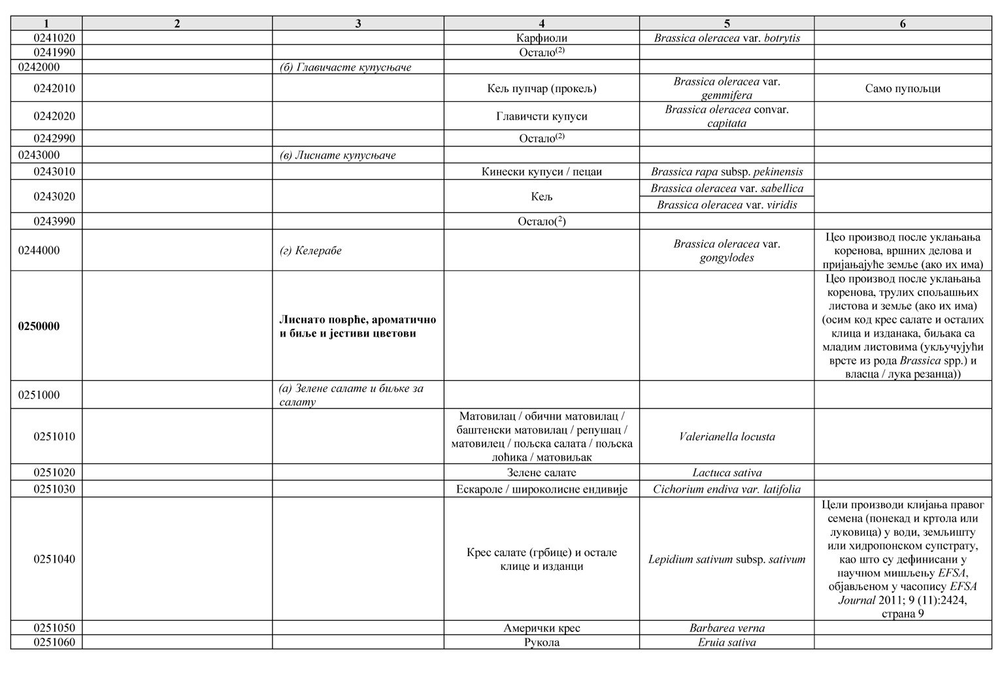 1 2 3 4 5 6
0241020 Карфиоли Brassica oleracea var. botrytis
0241990 Остало(2)
0242000 (б) Главичасте купусњаче
0242010 Кељ пупчар (прокељ) Brassica oleracea var.
gemmifera Само пупољци
0242020 Главичсти купуси Brassica oleracea convar.
capitata
0242990 Остало(2)
0243000 (в) Лиснате купусњаче
0243010 Кинески купуси / пецаи Brassica rapa subsp. pekinensis
0243020 Кељ Brassica oleracea var. sabellica
Brassica oleracea var. viridis
0243990 Остало(2)
0244000 (г) Келерабе Brassica oleracea var.
gongylodes
Цео производ после уклањања
коренова, вршних делова и
пријањајуће земље (ако их има)
0250000 Лиснато поврће, ароматично
и биље и јестиви цветови
Цео производ после уклањања
коренова, трулих спољашњих
листова и земље (ако их има)
(осим код крес салате и осталих
клица и изданака, биљака са
младим листовима (укључујући
врсте из рода Brassica spp.) и
власца / лука резанца))
0251000 (а) Зелене салате и биљке за
салату
0251010 Матовилац / обични матовилац /
баштенски матовилац / репушац /
матовилец / пољска салата / пољска
лоћика / матовиљак
Valerianella locusta
0251020 Зелене салате Lactuca sativa
0251030 Ескароле / широколисне ендивије Cichorium endiva var. latifolia
0251040 Крес салате (грбице) и остале
клице и изданци
Lepidium sativum subsp. sativum
Цели производи клијања правог
семена (понекад и кртола или
луковица) у води, земљишту
или хидропонском супстрату,
као што су дефинисани у
научном мишљењу EFSA,
објављеном у часопису EFSA
Journal 2011; 9 (11):2424,
страна 9
0251050 Амерички крес Barbarea verna
0251060 Рукола Eruia sativa